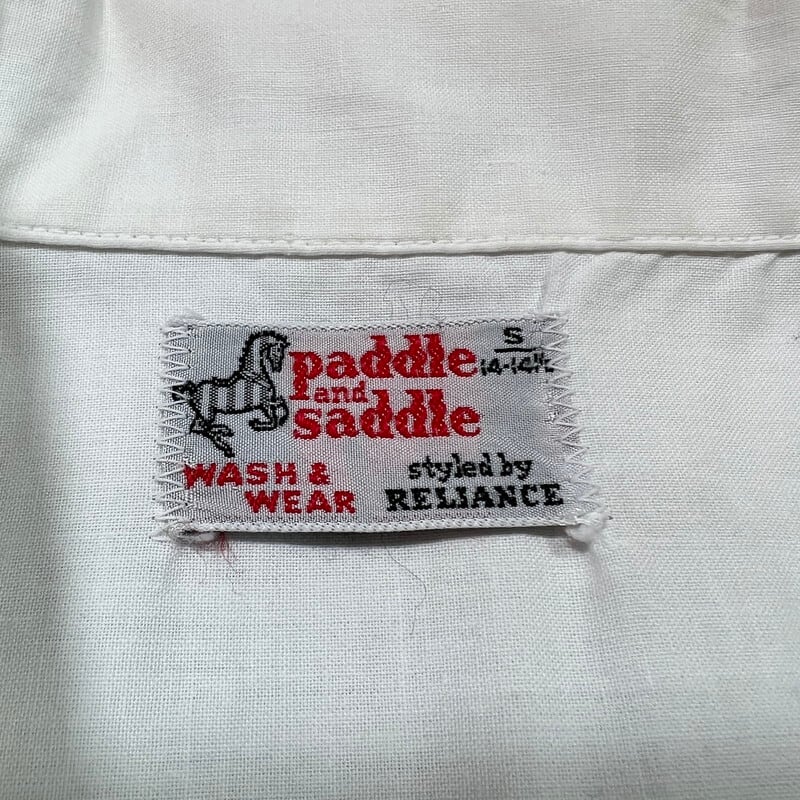 paddle
and
saddle
S
14-14½
WASH &
WEAR
styled by
RELIANCE